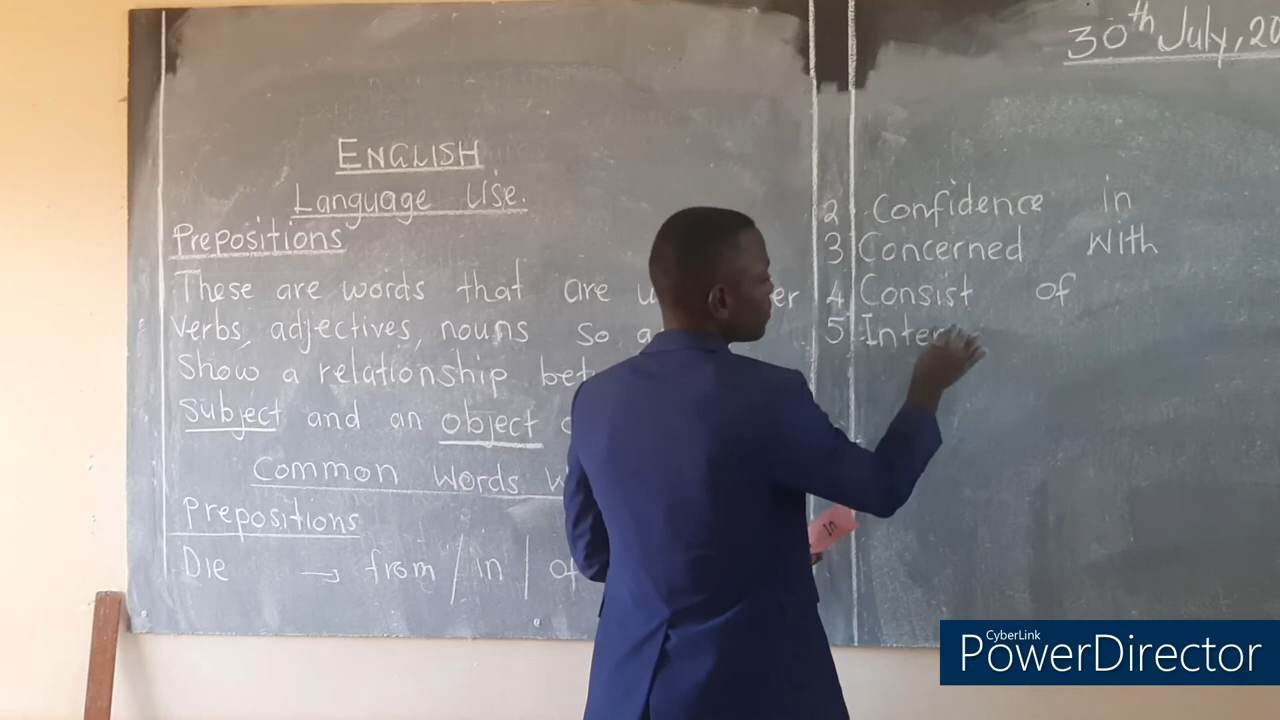 ENGLISH
Language Use.
Prepositions
These are words that are
verbs, adjectives, nouns so
Show a relationship
subject and an object
Common Words
Prepositions
Die → from / in / of
30th July, 20
2 Confidence in
3 Concerned with
4 Consist of
5 Inter
in
CyberLink
PowerDirector